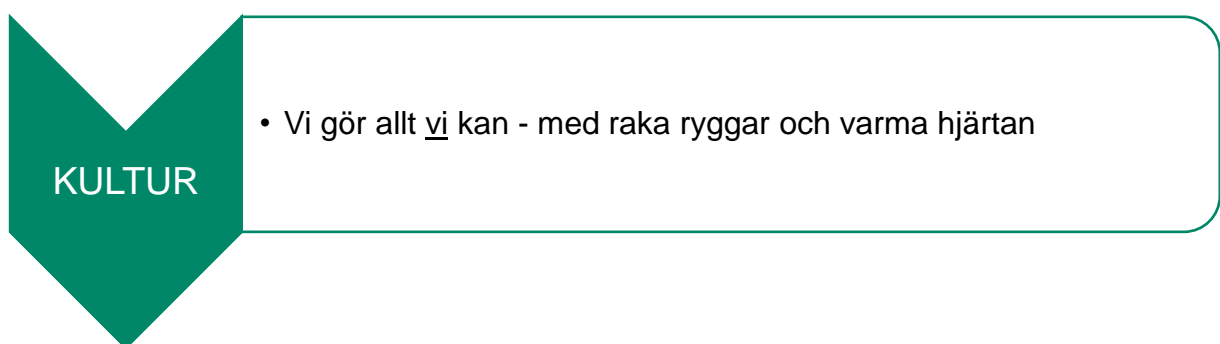 KULTUR
• Vi gör allt vi kan - med raka ryggar och varma hjärtan